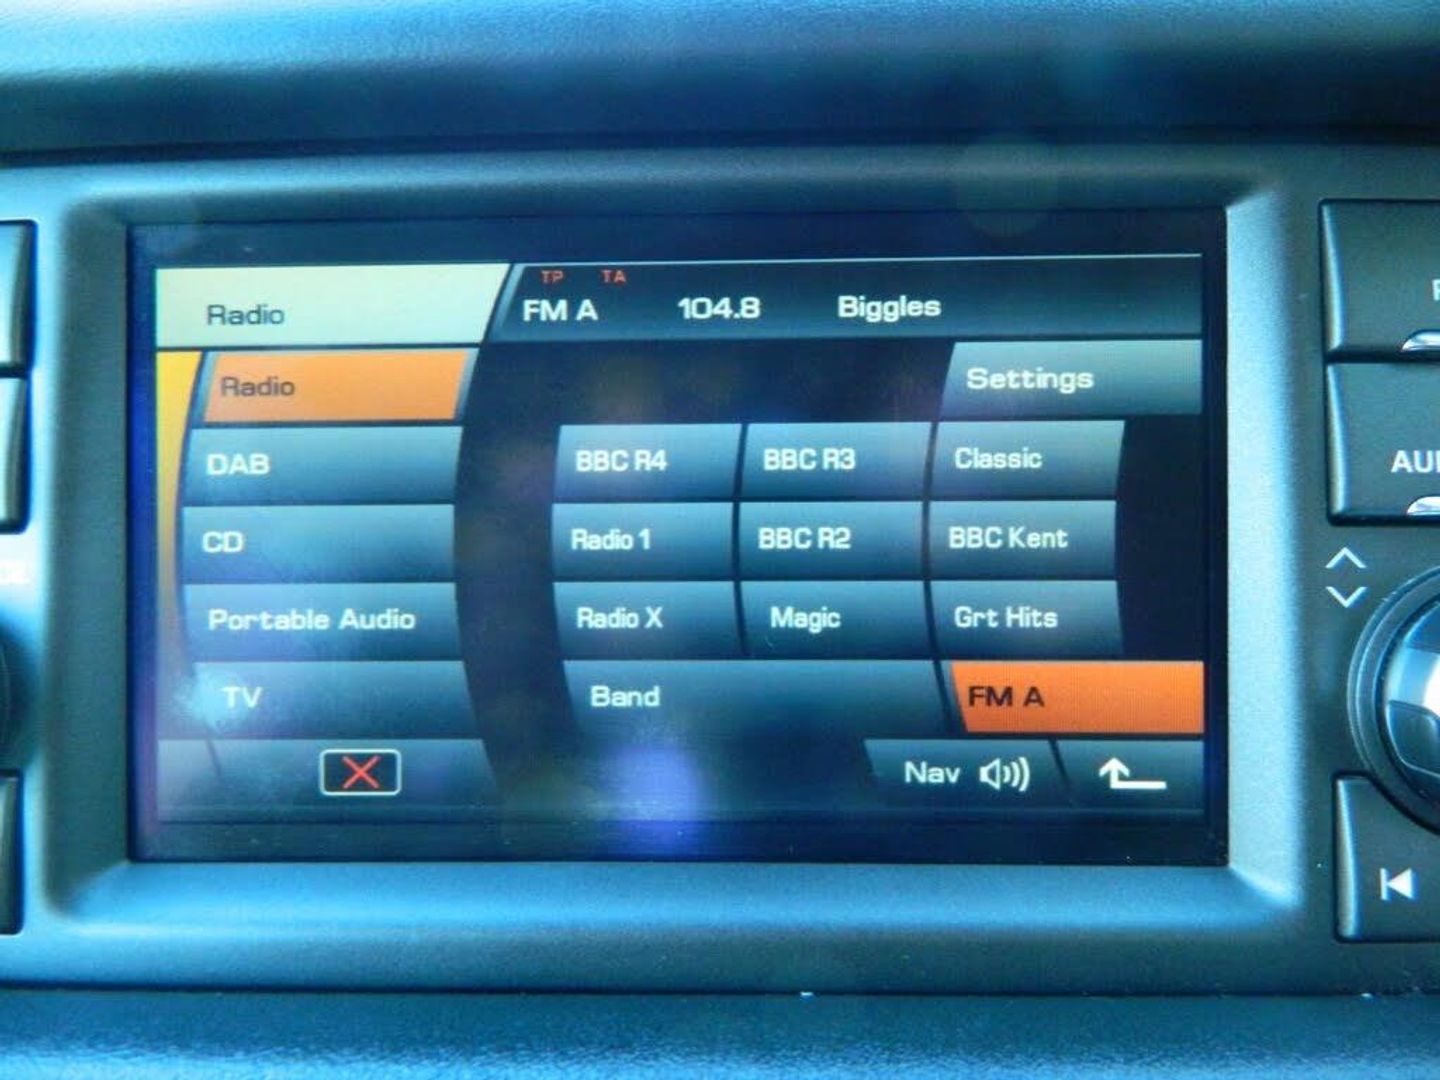 TP TA
Radio FM A 104.8 Biggles
Radio Settings
DAB BBC R4 BBC R3 Classic
CD Radio 1 BBC R2 BBC Kent
Portable Audio Radio X Magic Grt Hits
TV Band FM A
Nav